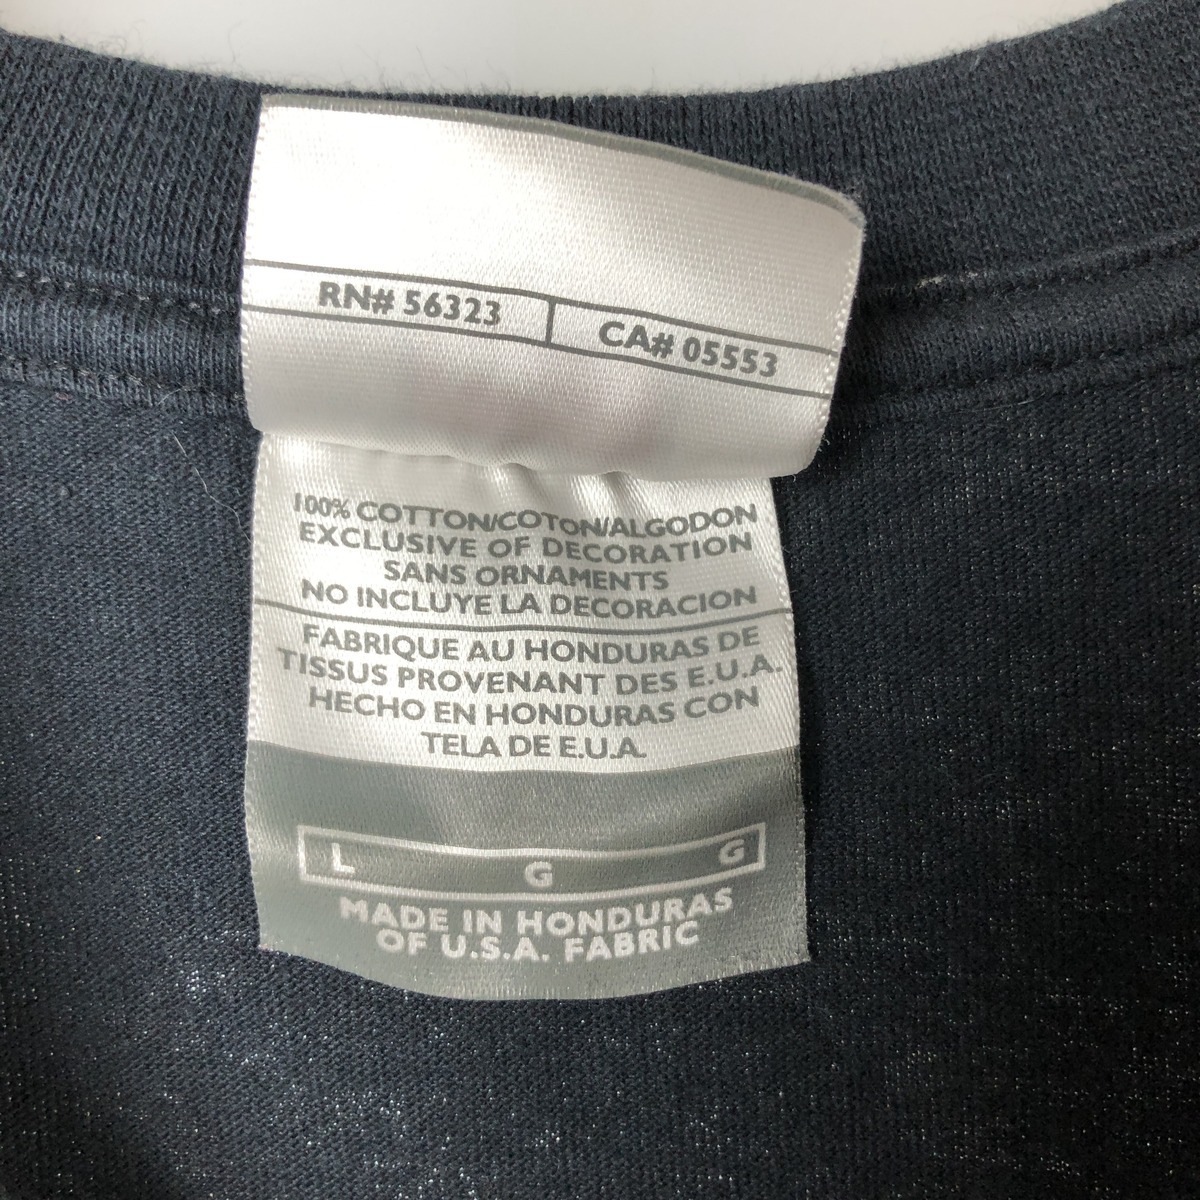 RN# 56323 CA# 05553
100% COTTON/COTON/ALGODON
EXCLUSIVE OF DECORATION
SANS ORNAMENTS
NO INCLUYE LA DECORACION
FABRIQUE AU HONDURAS DE
TISSUS PROVENANT DES E.U.A.
HECHO EN HONDURAS CON
TELA DE E.U.A.
L G G
MADE IN HONDURAS
OF U.S.A. FABRIC